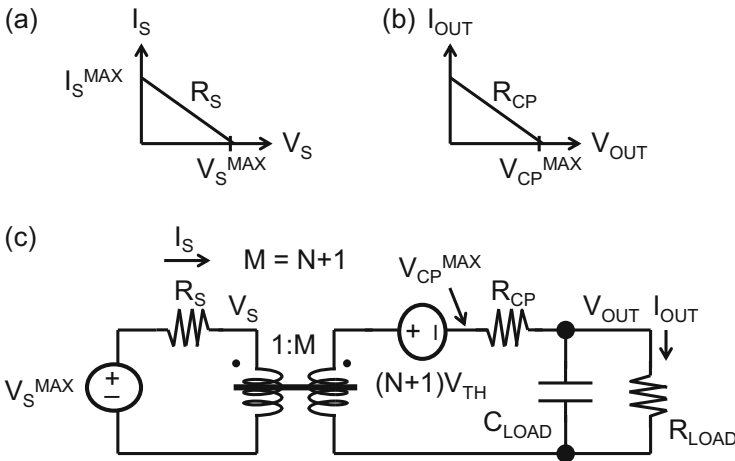 (a)
I_S
I_S^MAX
R_S
V_S
V_S^MAX
(b)
I_OUT
R_CP
V_OUT
V_CP^MAX
(c)
I_S
M = N+1
R_S
V_S
1:M
V_S^MAX
+
−
+
−
(N+1)V_TH
V_CP^MAX
R_CP
V_OUT
I_OUT
C_LOAD
R_LOAD